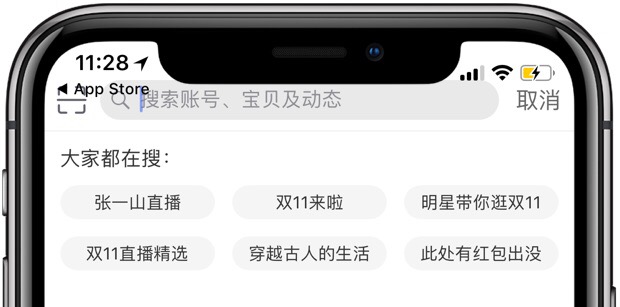 11:28
App Store
搜索账号、宝贝及动态 取消
大家都在搜：
张一山直播 双11来啦 明星带你逛双11
双11直播精选 穿越古人的生活 此处有红包出没